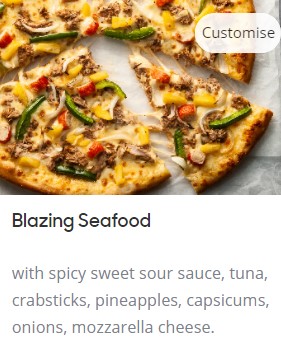 Customise
Blazing Seafood
with spicy sweet sour sauce, tuna,
crabsticks, pineapples, capsicums,
onions, mozzarella cheese.